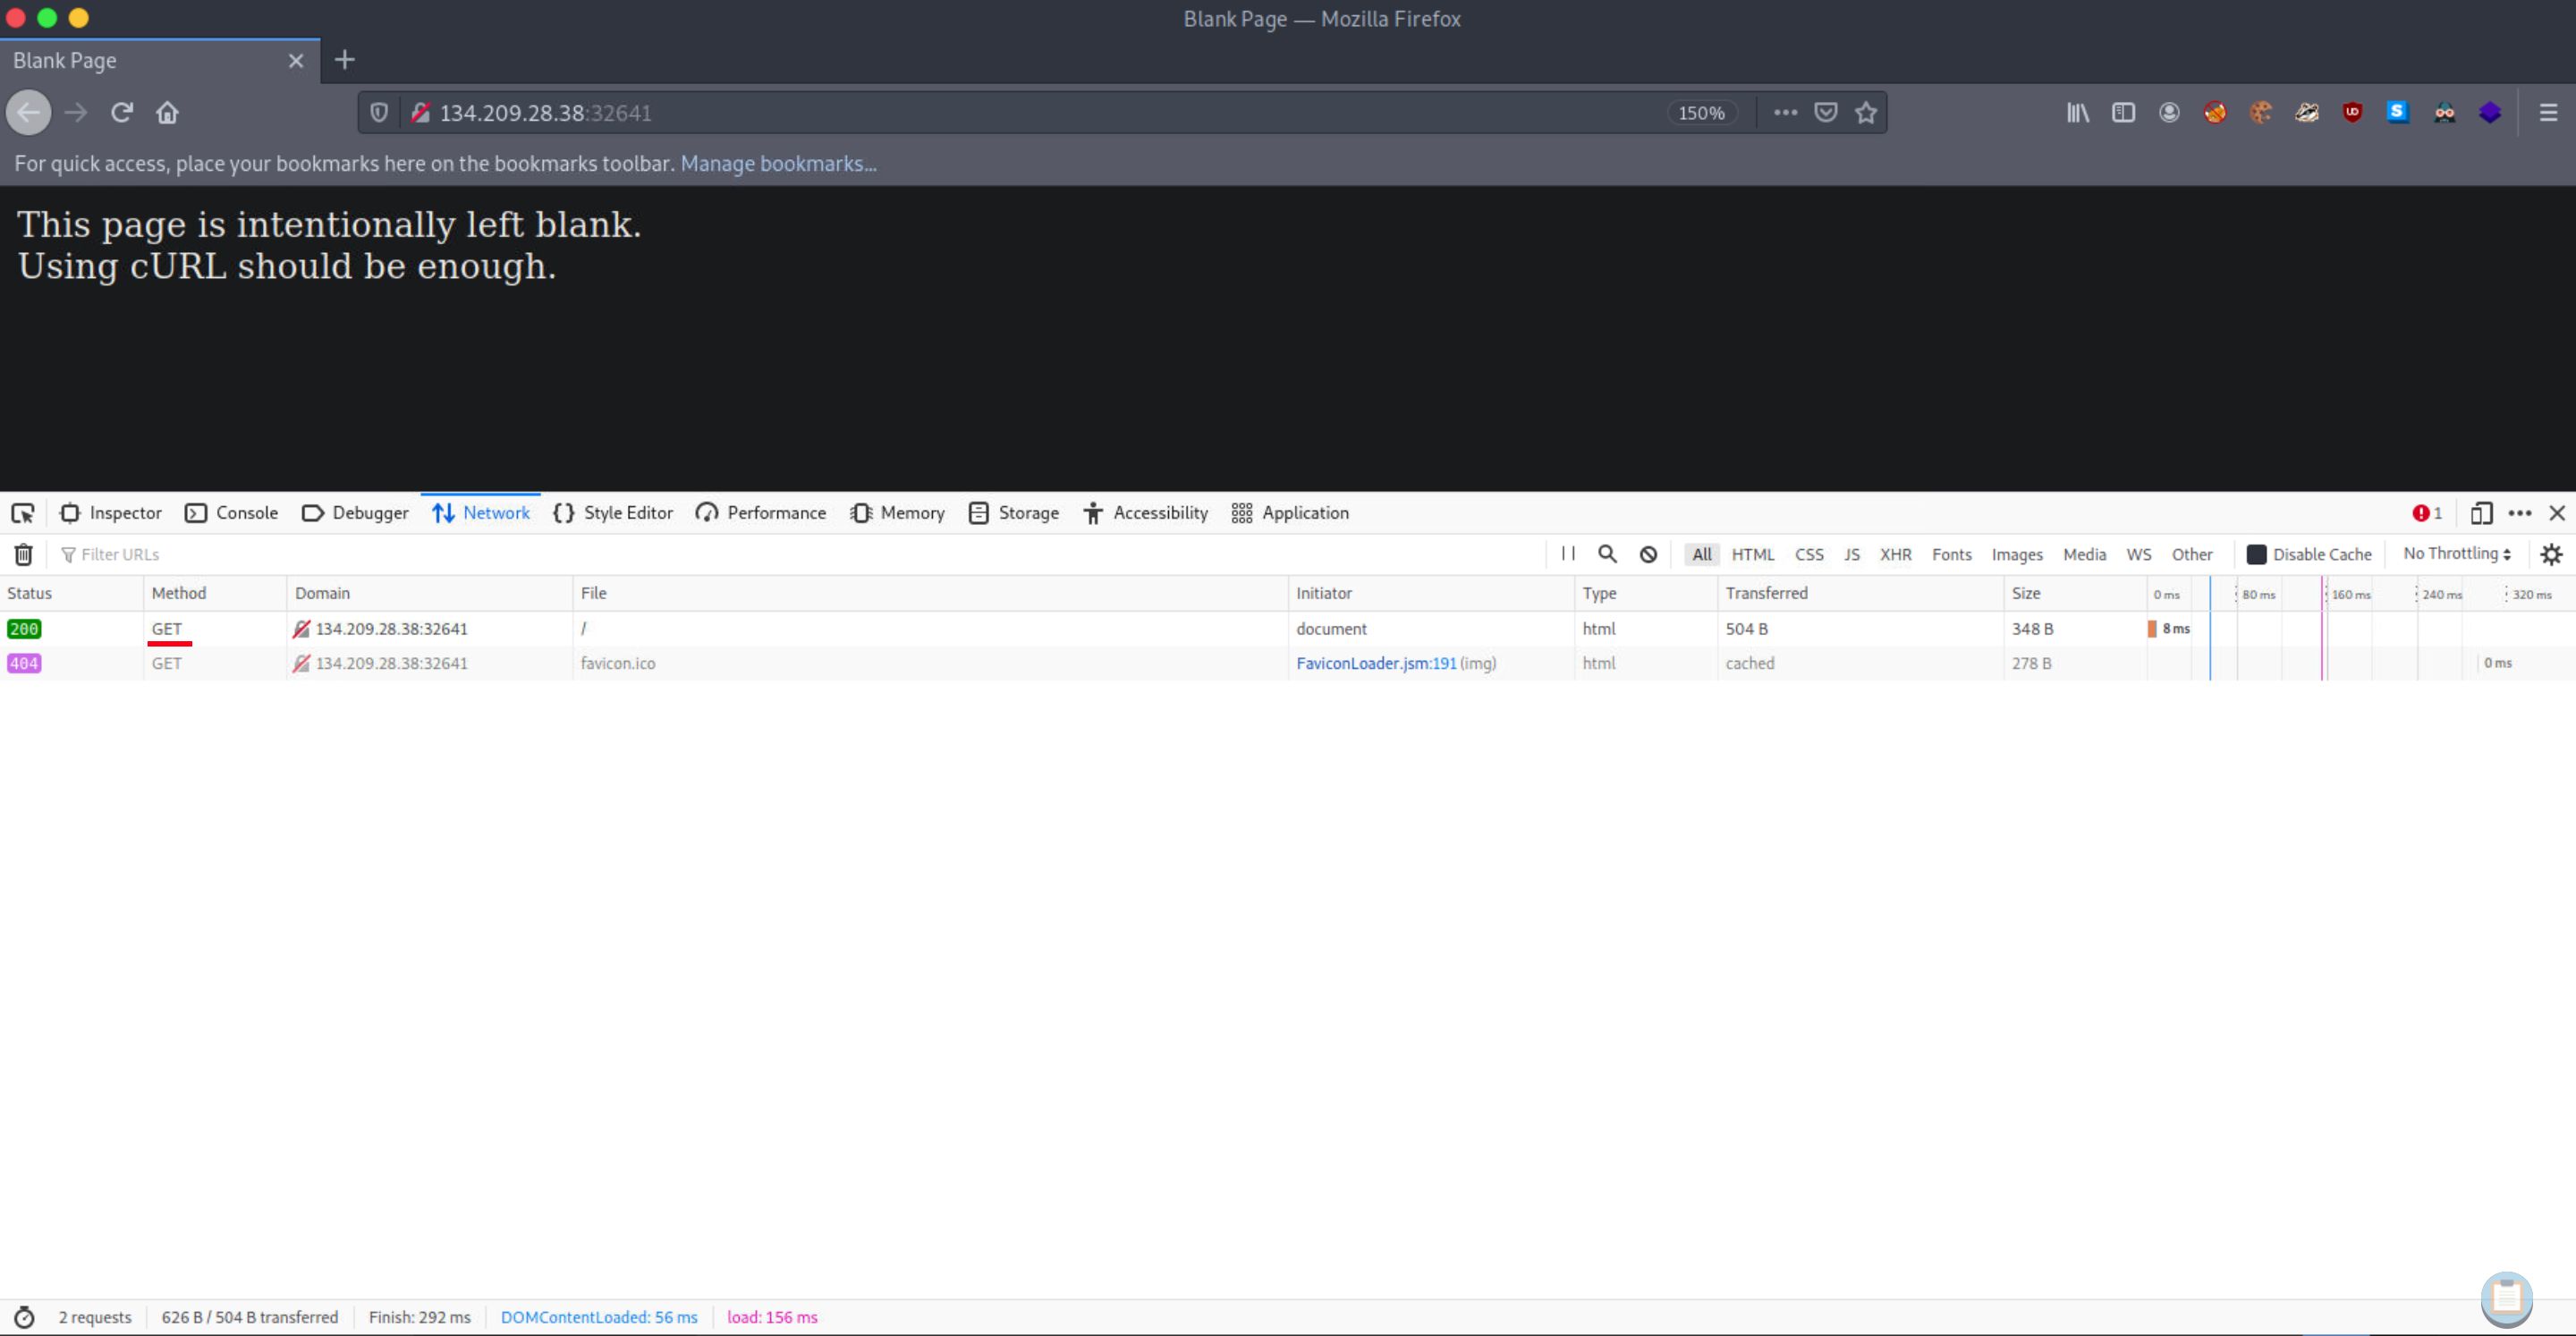 Blank Page — Mozilla Firefox
Blank Page
134.209.28.38:32641
150%
For quick access, place your bookmarks here on the bookmarks toolbar. Manage bookmarks...
This page is intentionally left blank.
Using cURL should be enough.
Inspector Console Debugger Network Style Editor Performance Memory Storage Accessibility Application 1
Filter URLs All HTML CSS JS XHR Fonts Images Media WS Other Disable Cache No Throttling
Status Method Domain File Initiator Type Transferred Size 0 ms 80 ms 160 ms 240 ms 320 ms
200 GET 134.209.28.38:32641 / document html 504 B 348 B 8 ms
404 GET 134.209.28.38:32641 favicon.ico FaviconLoader.jsm:191 (img) html cached 278 B 0 ms
2 requests 626 B / 504 B transferred Finish: 292 ms DOMContentLoaded: 56 ms load: 156 ms